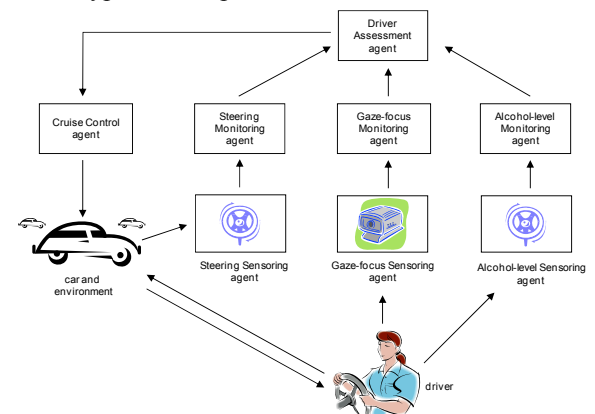 Driver
Assessment
agent
Cruise Control
agent
Steering
Monitoring
agent
Gaze-focus
Monitoring
agent
Alcohol-level
Monitoring
agent
Steering Sensoring
agent
Gaze-focus Sensoring
agent
Alcohol-level Sensoring
agent
car and
environment
driver